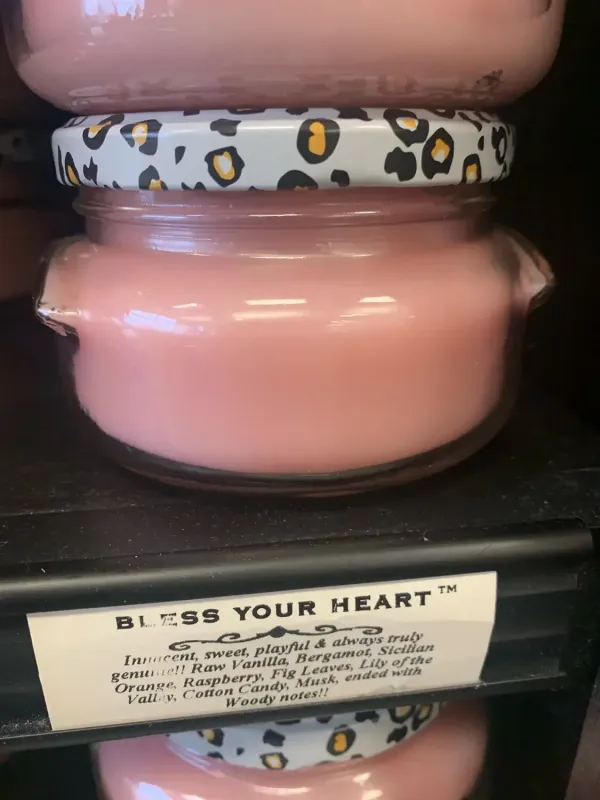 BLESS YOUR HEART™
Innocent, sweet, playful & always truly
genuine!! Raw Vanilla, Bergamot, Sicilian
Orange, Raspberry, Fig Leaves, Lily of the
Valley, Cotton Candy, Musk, ended with
Woody notes!!